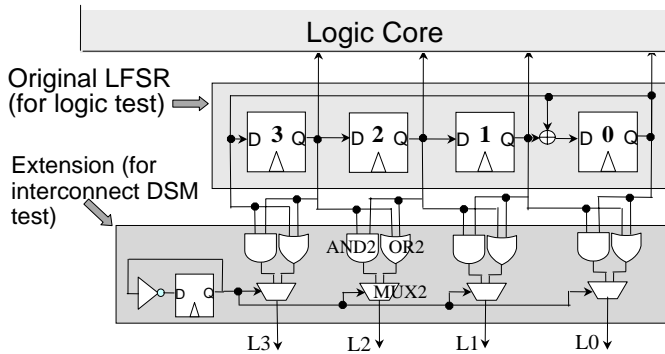 Logic Core
Original LFSR
(for logic test)
D 3 Q
D 2 Q
D 1 Q
D 0 Q
Extension (for
interconnect DSM
test)
AND2 OR2
D Q
MUX2
L3 L2 L1 L0